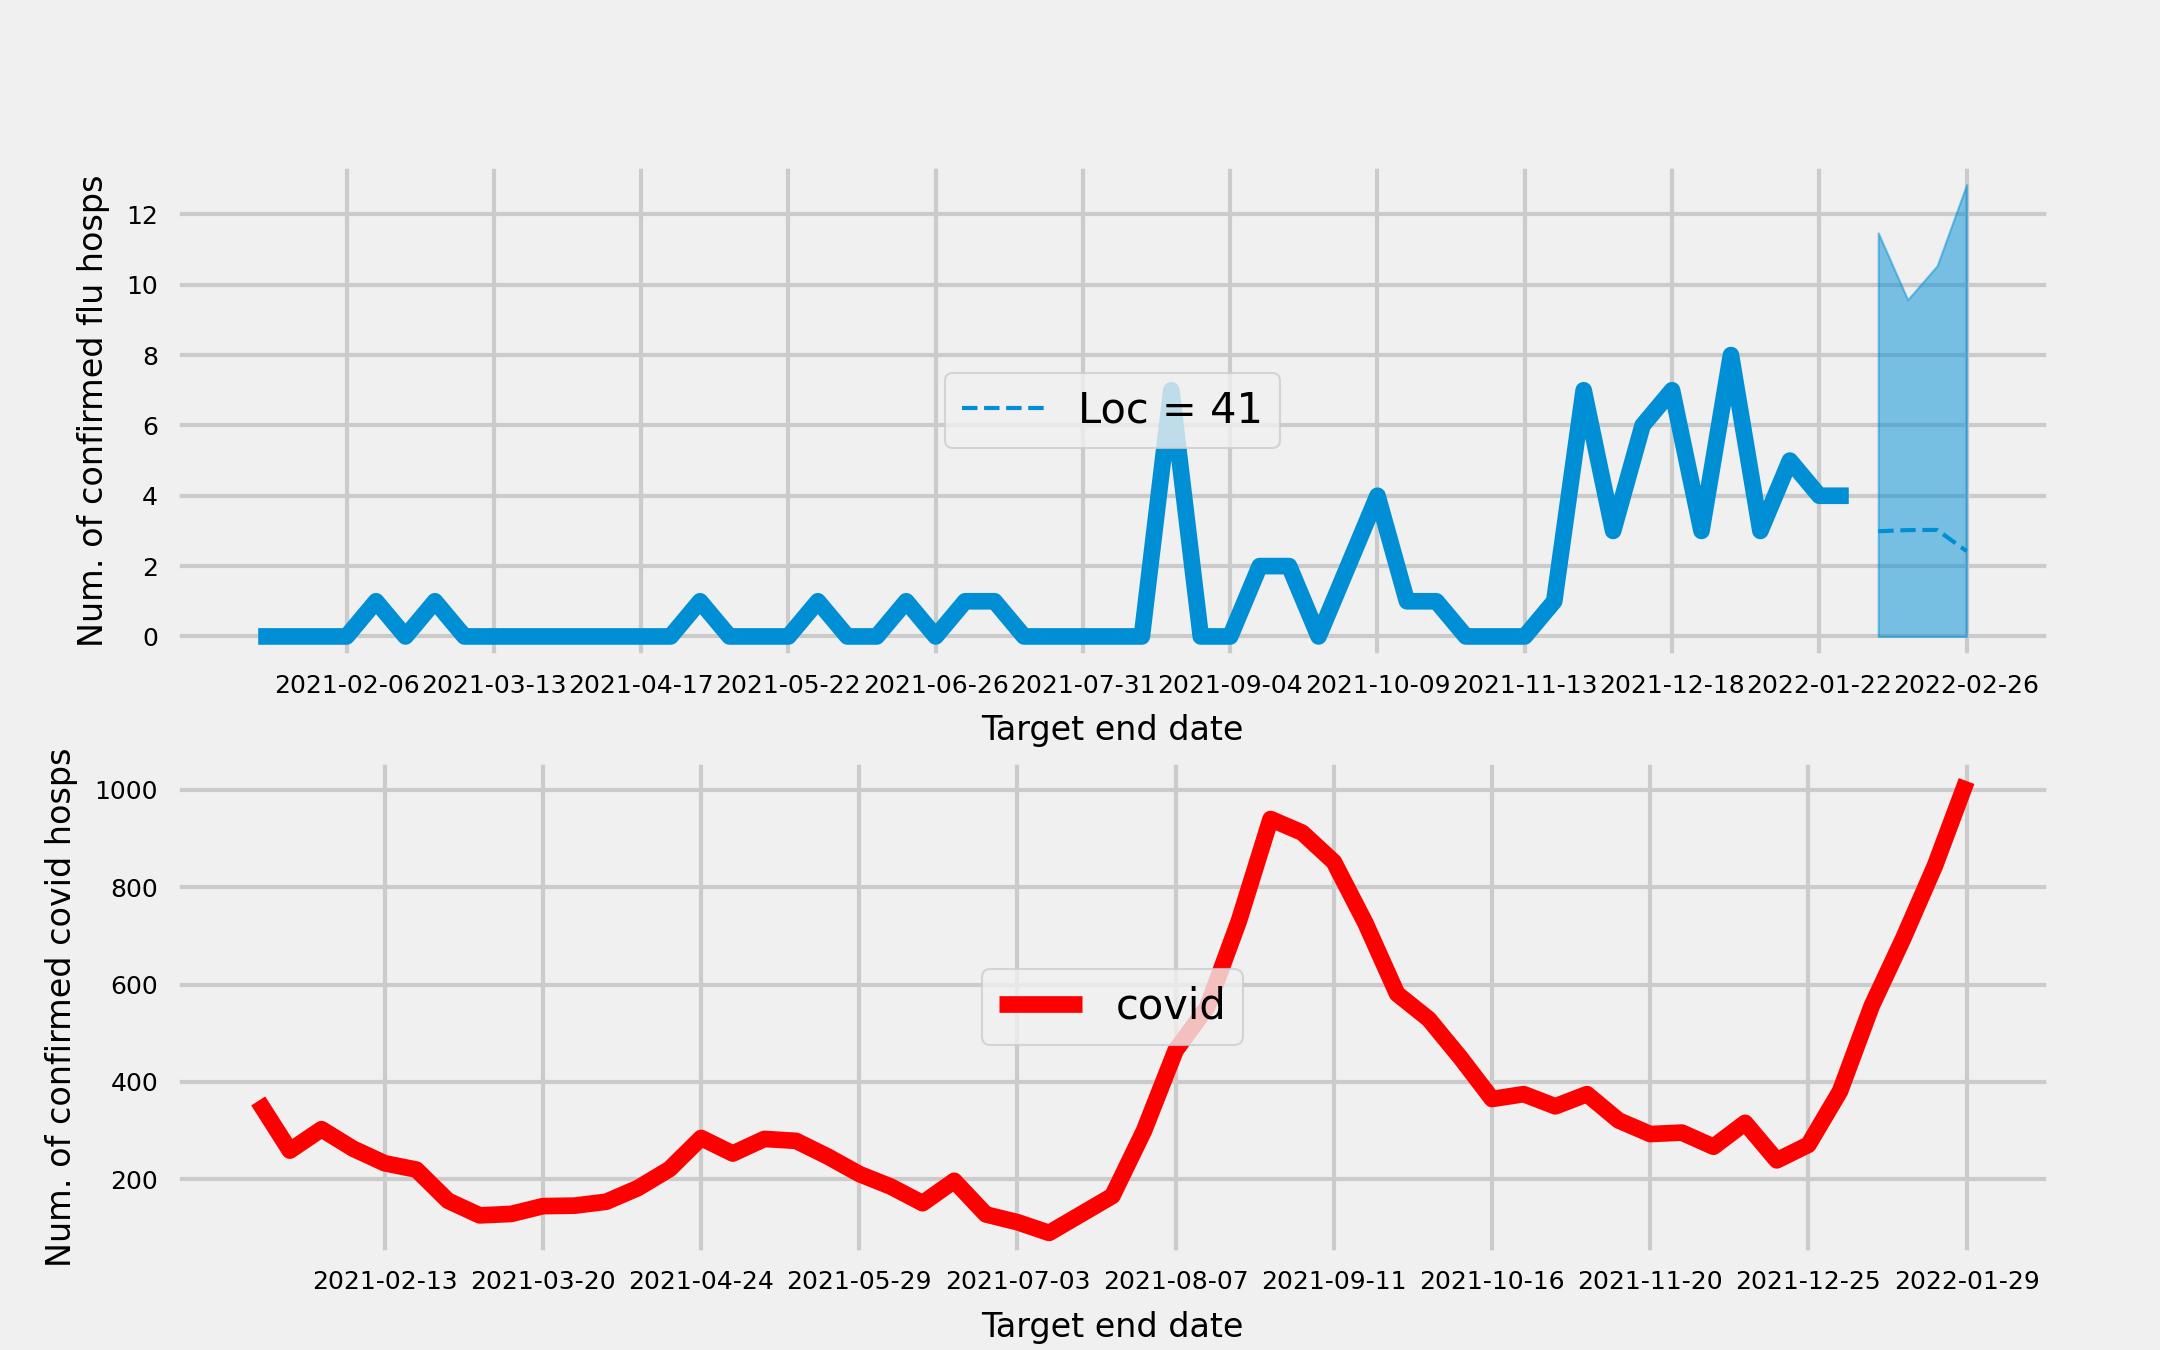 Num. of confirmed flu hosps
12
10
8
6
4
2
0
Loc = 41
2021-02-06 2021-03-13 2021-04-17 2021-05-22 2021-06-26 2021-07-31 2021-09-04 2021-10-09 2021-11-13 2021-12-18 2022-01-22 2022-02-26
Target end date
Num. of confirmed covid hosps
1000
800
600
400
200
covid
2021-02-13 2021-03-20 2021-04-24 2021-05-29 2021-07-03 2021-08-07 2021-09-11 2021-10-16 2021-11-20 2021-12-25 2022-01-29
Target end date